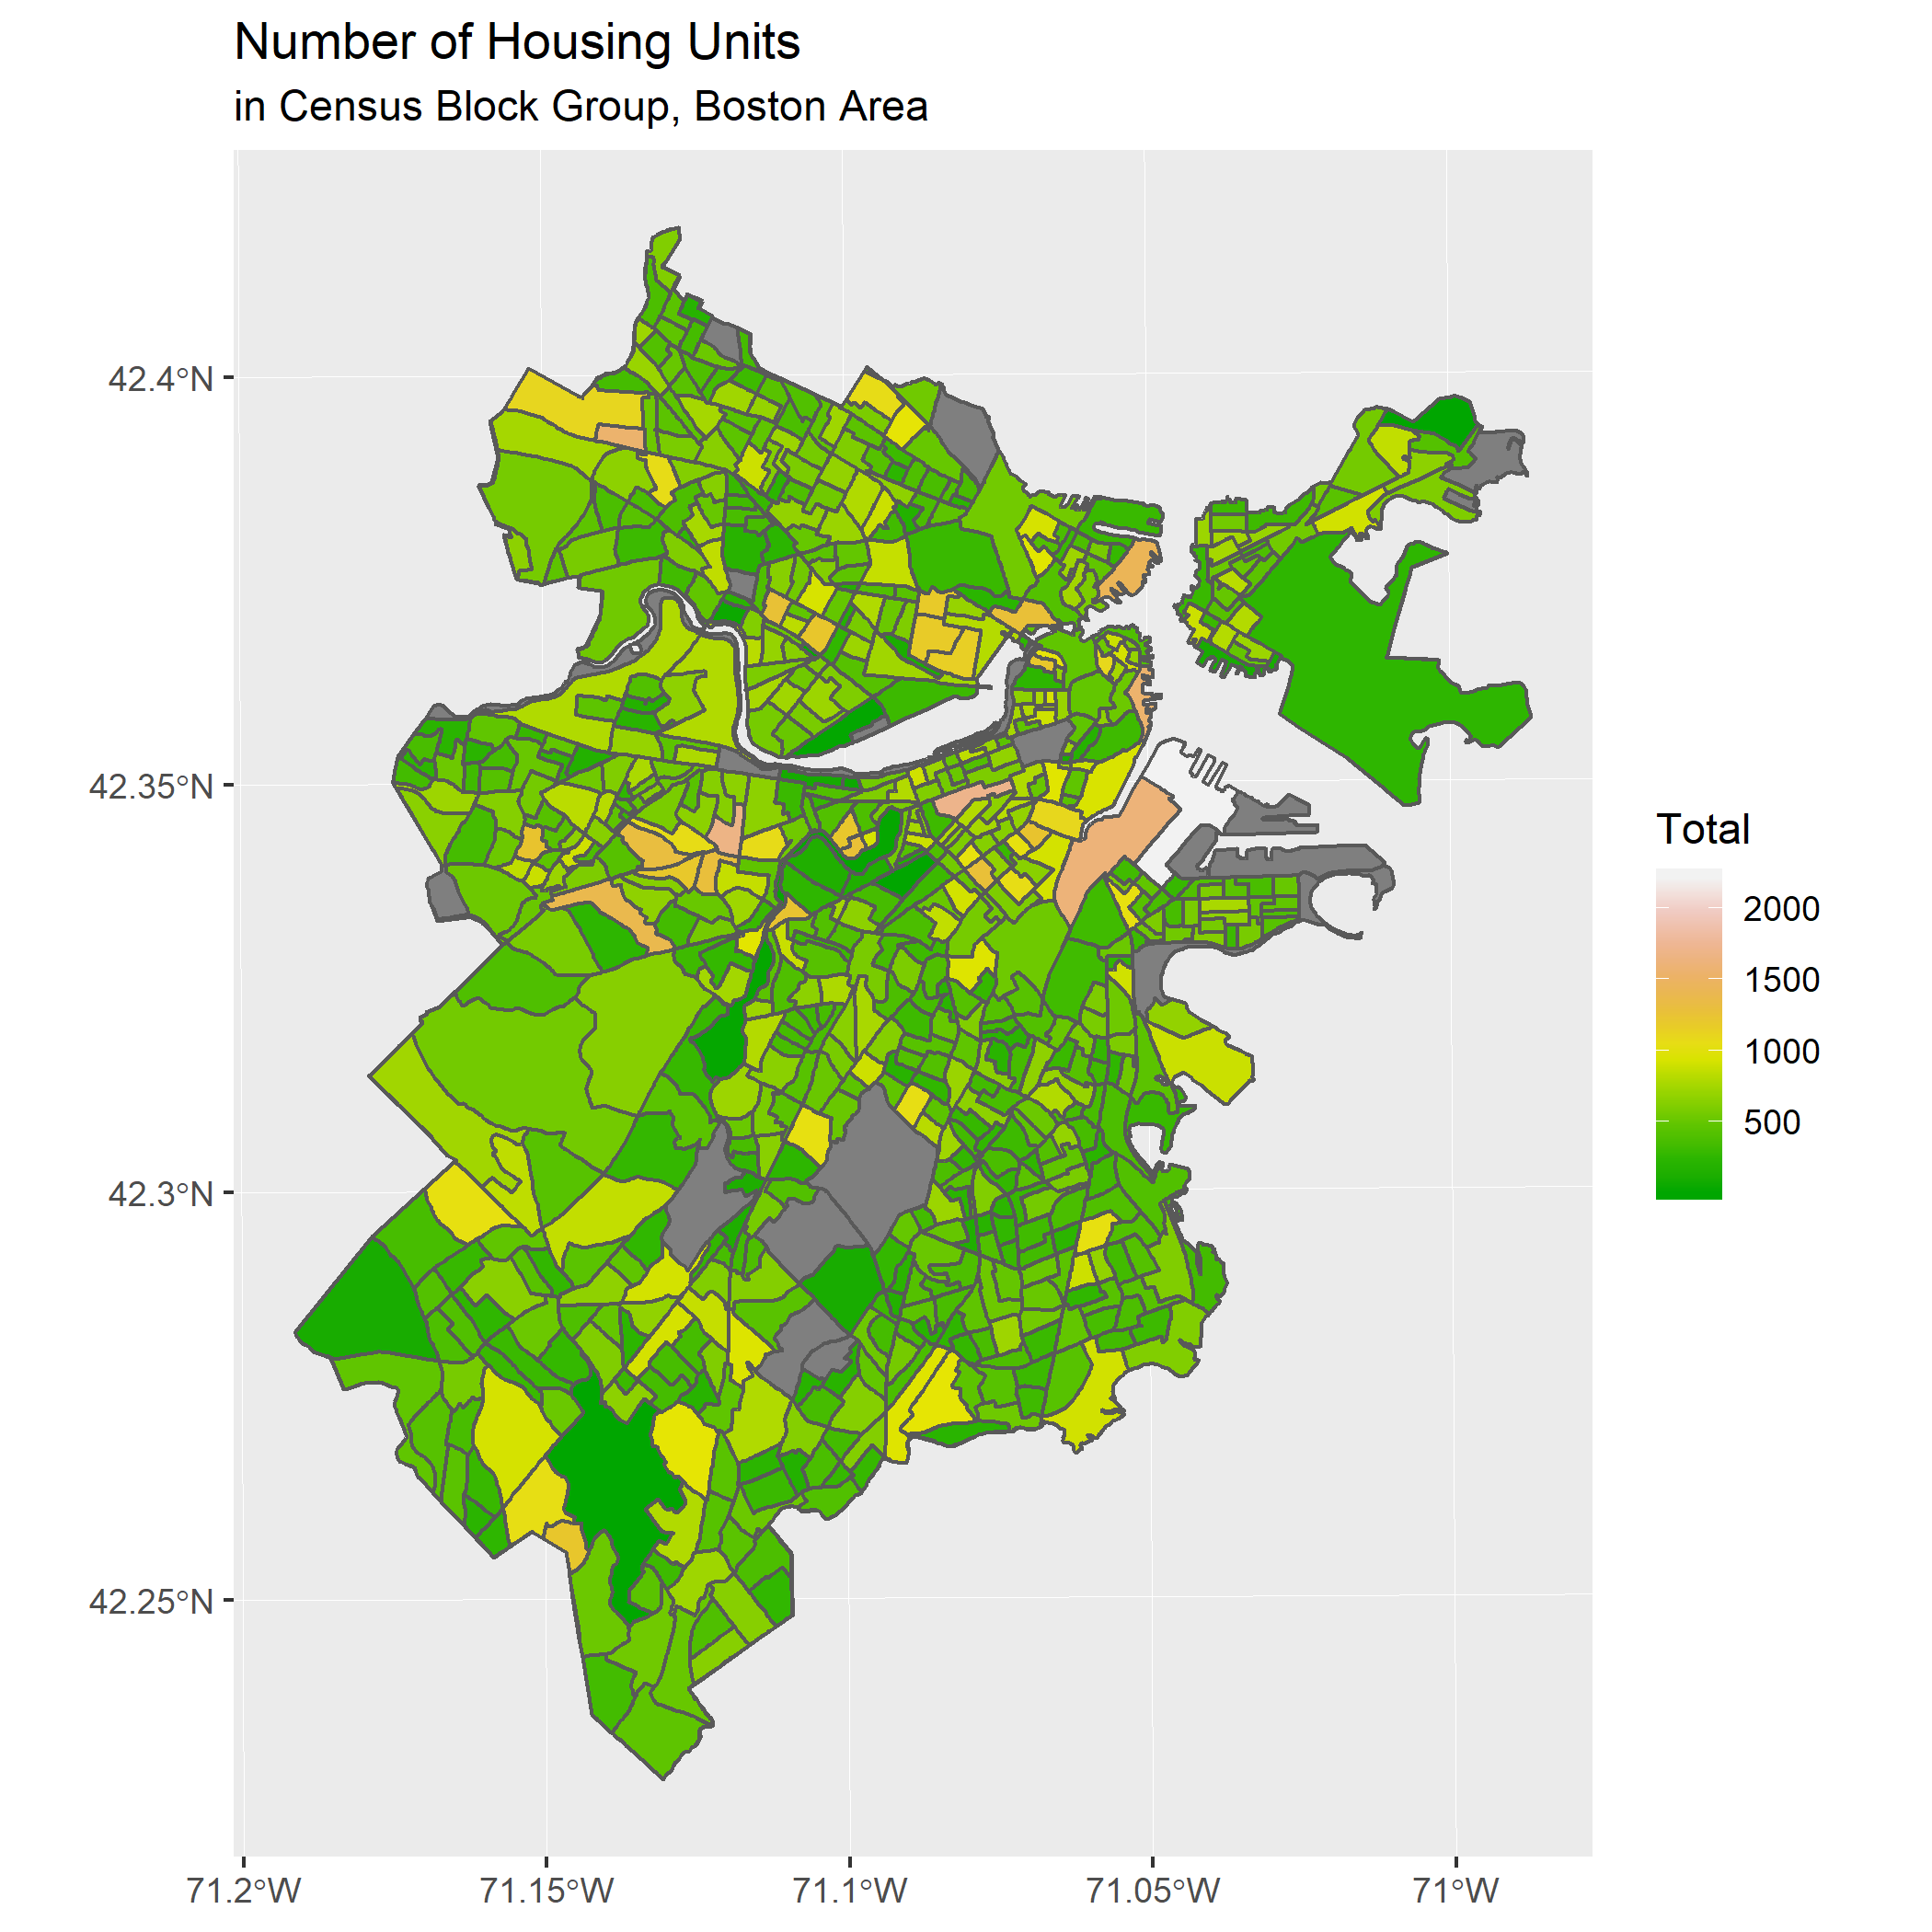 Number of Housing Units
in Census Block Group, Boston Area
42.4°N
42.35°N
42.3°N
42.25°N
71.2°W
71.15°W
71.1°W
71.05°W
71°W
Total
2000
1500
1000
500